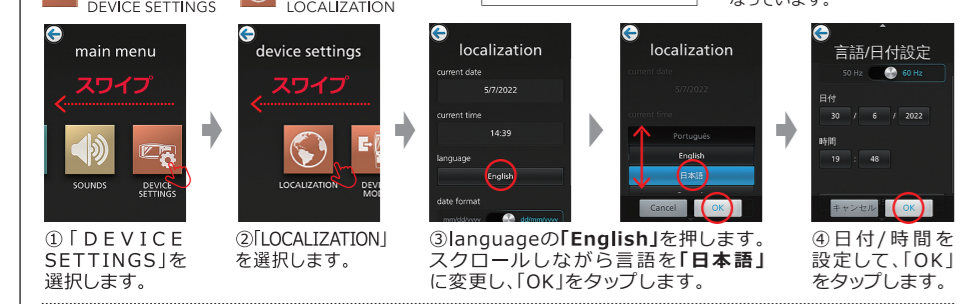 DEVICE SETTINGS
LOCALIZATION
なっています。
main menu
スワイプ
SOUNDS
DEVICE
SETTINGS
①「DEVICE
SETTINGS」を
選択します。
device settings
スワイプ
LOCALIZATION
②「LOCALIZATION」
を選択します。
localization
current date
5/7/2022
current time
14:39
language
English
date format
mm/dd/yyyy
dd/mm/yyyy
localization
current date
5/7/2022
current time
Português
English
日本語
Cancel
OK
③languageの「English」を押します。
スクロールしながら言語を「日本語」
に変更し、「OK」をタップします。
言語/日付設定
50 Hz
60 Hz
日付
30 / 6 / 2022
時間
19 : 48
キャンセル
OK
④日付/時間を
設定して、「OK」
をタップします。